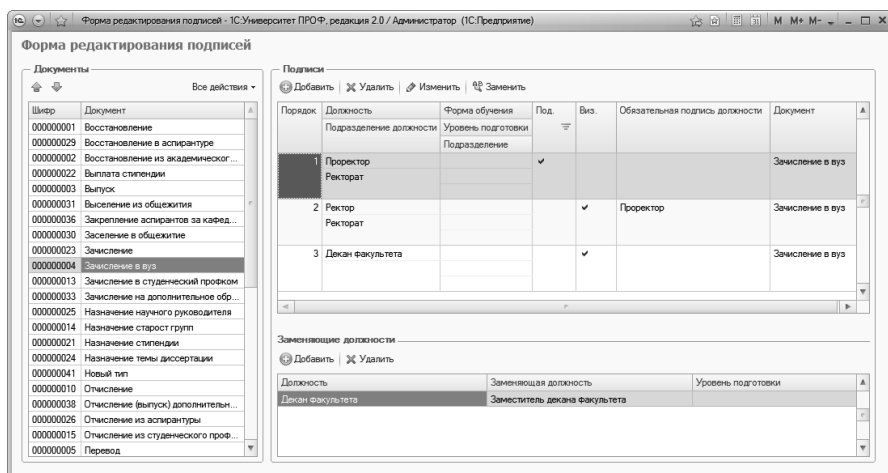 Форма редактирования подписей - 1С:Университет ПРОФ, редакция 2.0 / Администратор (1С:Предприятие)
M M+ M-
Форма редактирования подписей
Документы
Все действия
Шифр Документ
000000001 Восстановление
000000029 Восстановление в аспирантуре
000000002 Восстановление из академическог...
000000022 Выплата стипендии
000000003 Выпуск
000000031 Выселение из общежития
000000036 Закрепление аспирантов за кафед...
000000030 Заселение в общежитие
000000023 Зачисление
000000004 Зачисление в вуз
000000013 Зачисление в студенческий профком
000000033 Зачисление на дополнительное обр...
000000025 Назначение научного руководителя
000000014 Назначение старост групп
000000021 Назначение стипендии
000000024 Назначение темы диссертации
000000041 Новый тип
000000010 Отчисление
000000038 Отчисление (выпуск) дополнительн...
000000026 Отчисление из аспирантуры
000000015 Отчисление из студенческого проф...
000000005 Перевод
Подписи
Добавить Удалить Изменить Заменить
Порядок Должность Форма обучения Под. Виз. Обязательная подпись должности Документ
Подразделение должности Уровень подготовки
Подразделение
1 Проректор Зачисление в вуз
Ректорат
2 Ректор Проректор Зачисление в вуз
Ректорат
3 Декан факультета Зачисление в вуз
Заменяющие должности
Добавить Удалить
Должность Заменяющая должность Уровень подготовки
Декан факультета Заместитель декана факультета